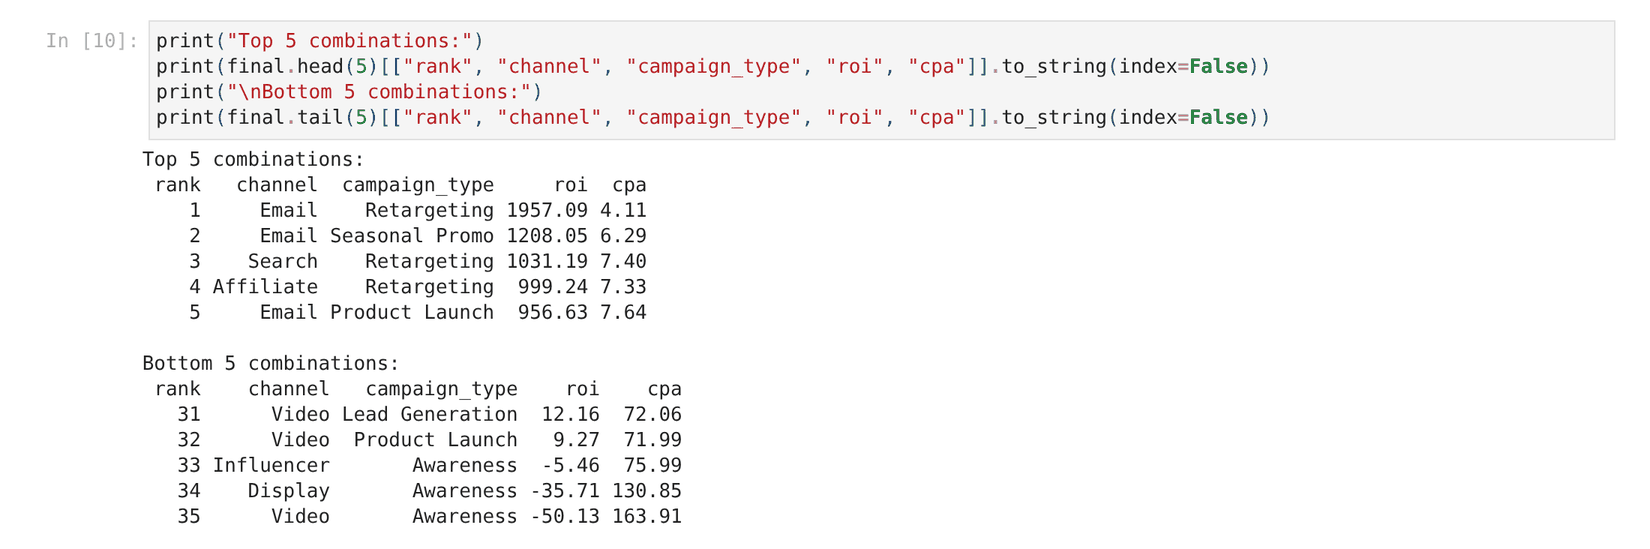 In [10]: print("Top 5 combinations:")
print(final.head(5)[["rank", "channel", "campaign_type", "roi", "cpa"]].to_string(index=False))
print("\nBottom 5 combinations:")
print(final.tail(5)[["rank", "channel", "campaign_type", "roi", "cpa"]].to_string(index=False))
Top 5 combinations:
rank channel campaign_type roi cpa
1 Email Retargeting 1957.09 4.11
2 Email Seasonal Promo 1208.05 6.29
3 Search Retargeting 1031.19 7.40
4 Affiliate Retargeting 999.24 7.33
5 Email Product Launch 956.63 7.64
Bottom 5 combinations:
rank channel campaign_type roi cpa
31 Video Lead Generation 12.16 72.06
32 Video Product Launch 9.27 71.99
33 Influencer Awareness -5.46 75.99
34 Display Awareness -35.71 130.85
35 Video Awareness -50.13 163.91